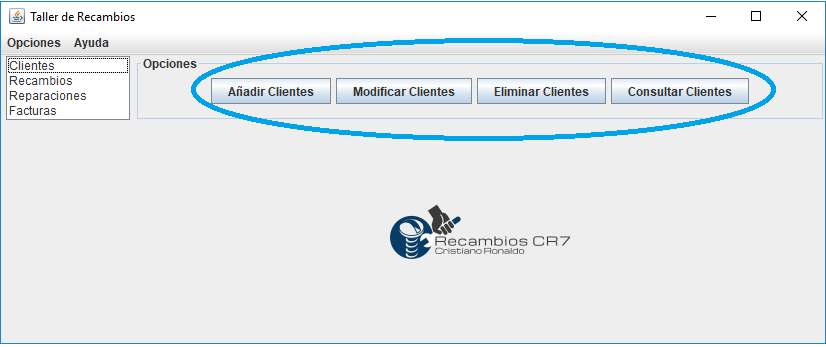 Taller de Recambios
Opciones Ayuda
Clientes
Recambios
Reparaciones
Facturas
Opciones
Añadir Clientes Modificar Clientes Eliminar Clientes Consultar Clientes
Recambios CR7
Cristiano Ronaldo